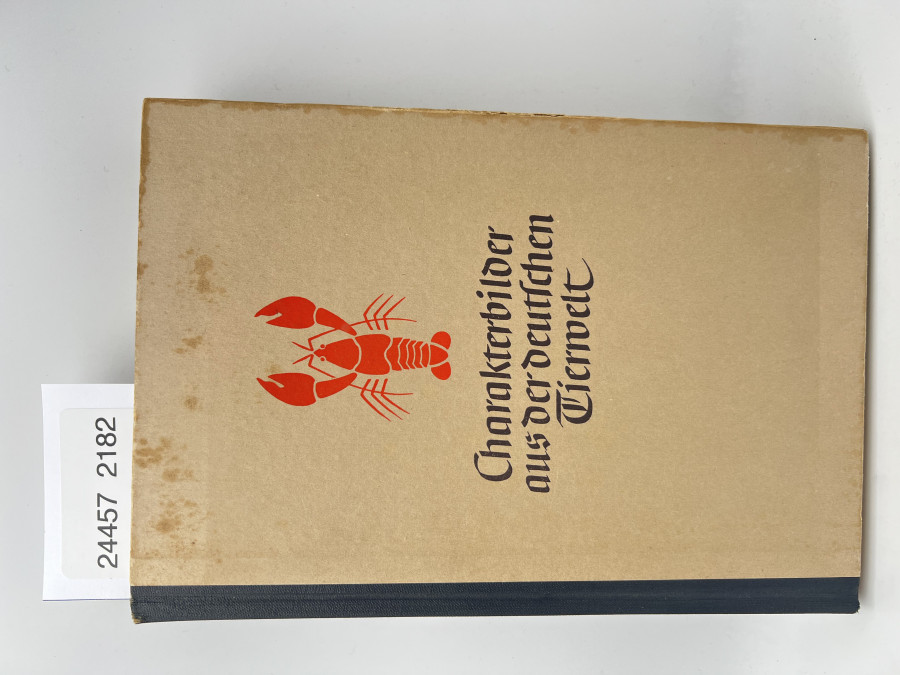 Charakterbilder
aus der deutschen
Tierwelt
24457 2182